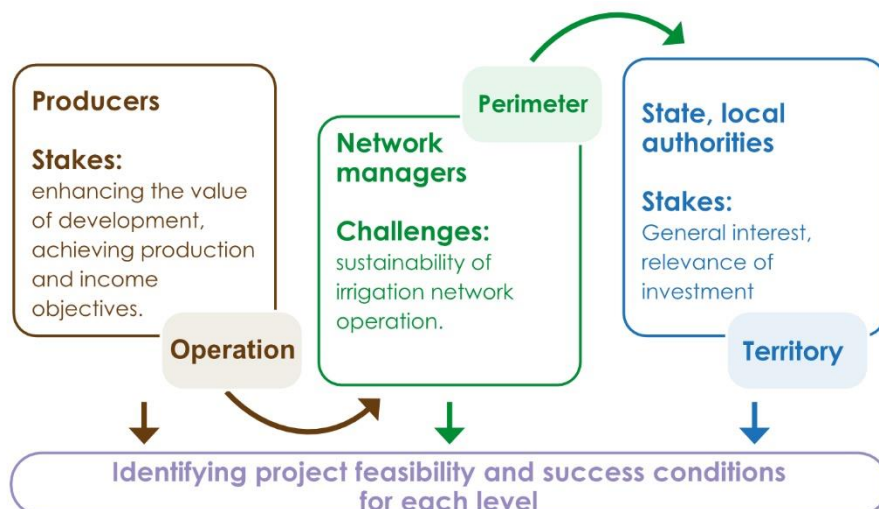 Producers
Stakes:
enhancing the value
of development,
achieving production
and income
objectives.
Operation
Perimeter
Network
managers
Challenges:
sustainability of
irrigation network
operation.
State, local
authorities
Stakes:
General interest,
relevance of
investment
Territory
Identifying project feasibility and success conditions
for each level